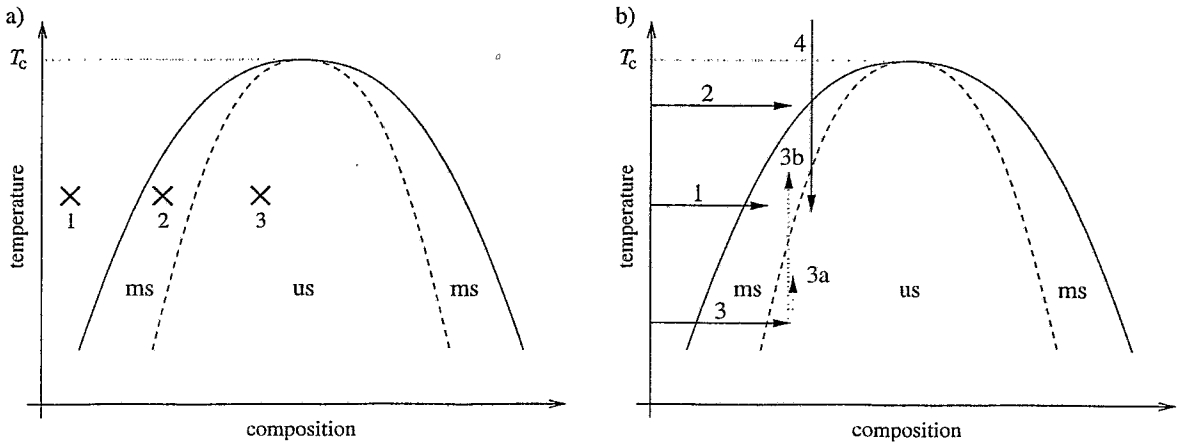 a)
T_c
temperature
1
2
3
ms
us
ms
composition
b)
T_c
temperature
4
2
3b
1
3a
ms
us
ms
3
composition